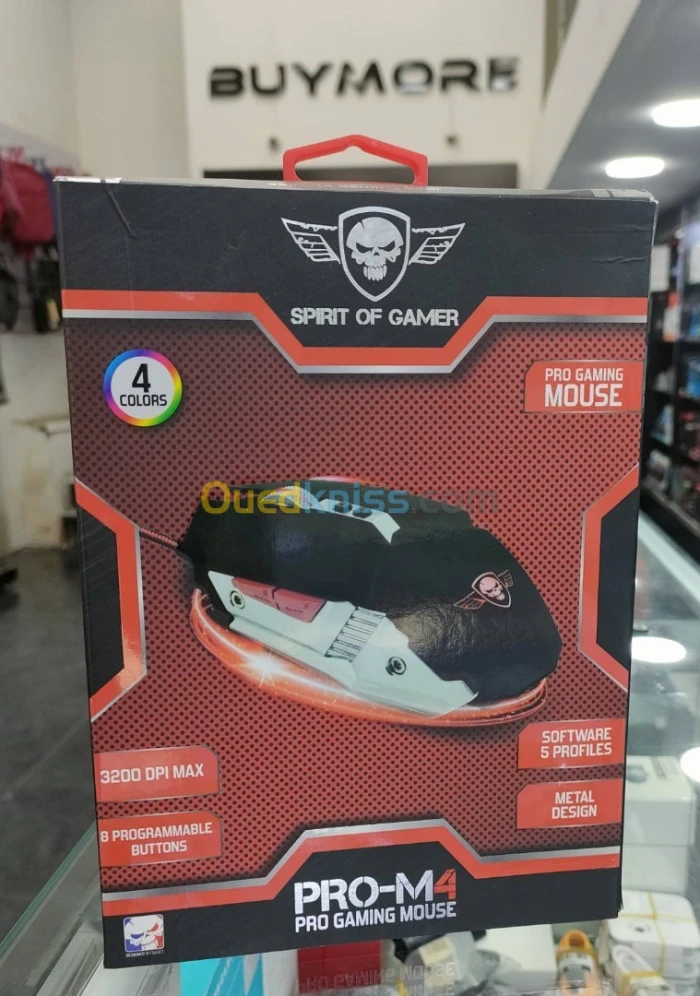 BUYMORE
SPIRIT OF GAMER
4
COLORS
PRO GAMING
MOUSE
Ouedkniss.com
3200 DPI MAX
SOFTWARE
5 PROFILES
8 PROGRAMMABLE
BUTTONS
METAL
DESIGN
PRO-M4
PRO GAMING MOUSE